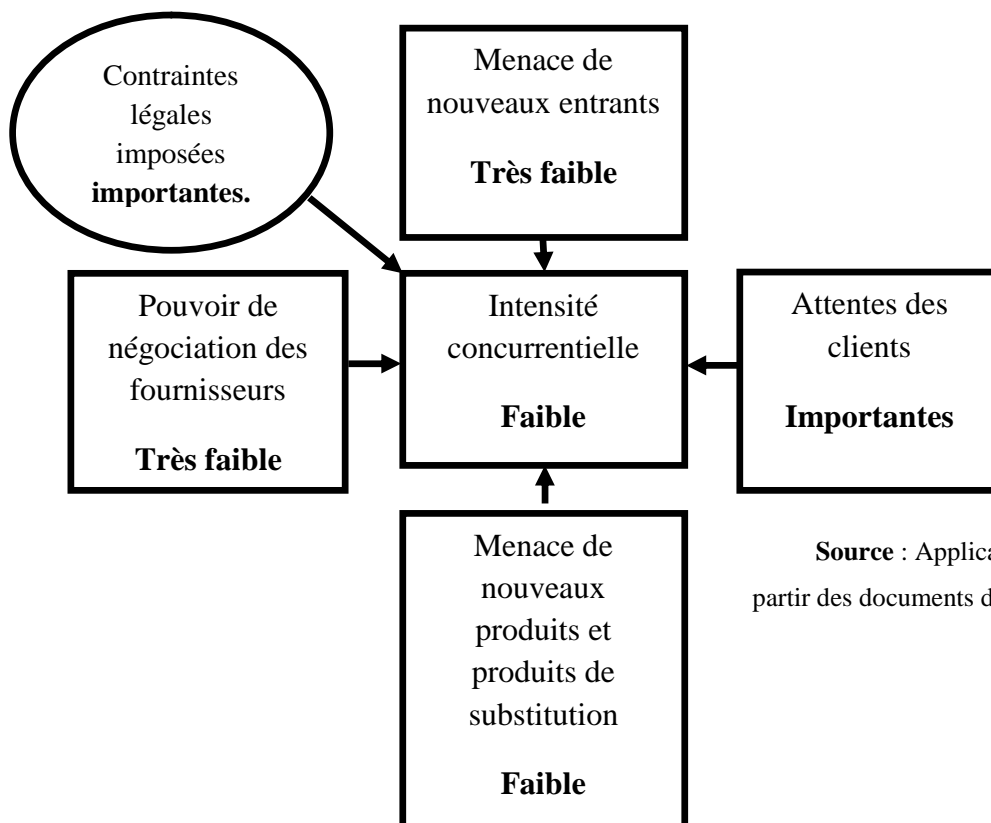 Contraintes
légales
imposées
importantes.
Menace de
nouveaux entrants
Très faible
Pouvoir de
négociation des
fournisseurs
Très faible
Intensité
concurrentielle
Faible
Attentes des
clients
Importantes
Menace de
nouveaux
produits et
produits de
substitution
Faible
Source : Applica
partir des documents d